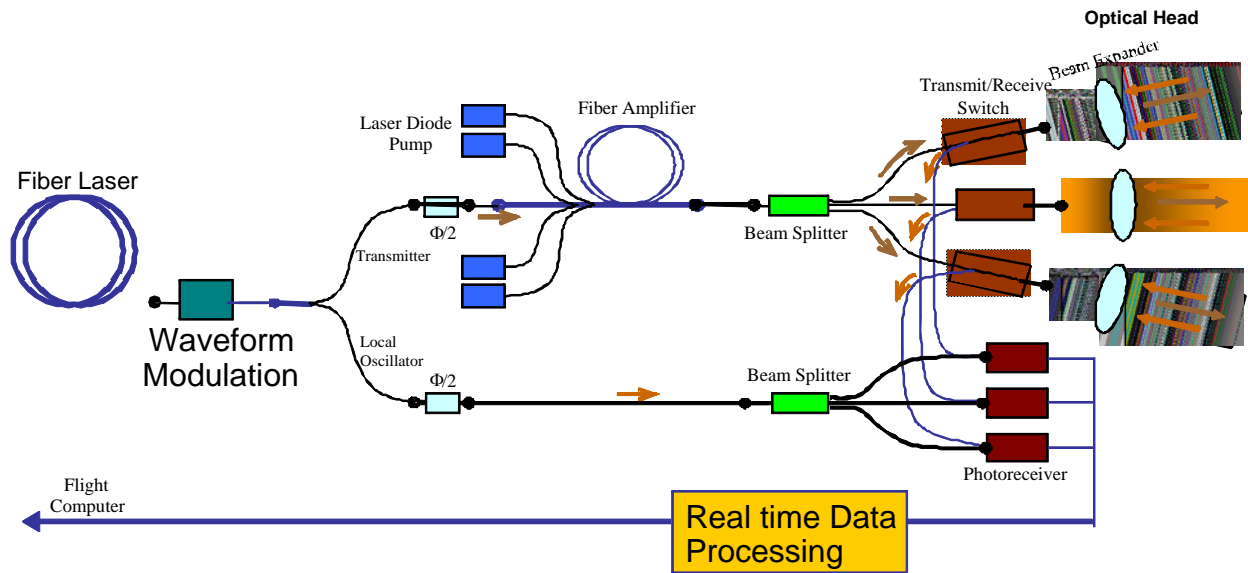 Optical Head
Beam Expander
Transmit/Receive
Switch
Fiber Amplifier
Laser Diode
Pump
Fiber Laser
Φ/2
Beam Splitter
Transmitter
Waveform
Modulation
Local
Oscillator
Φ/2
Beam Splitter
Photoreceiver
Flight
Computer
Real time Data
Processing